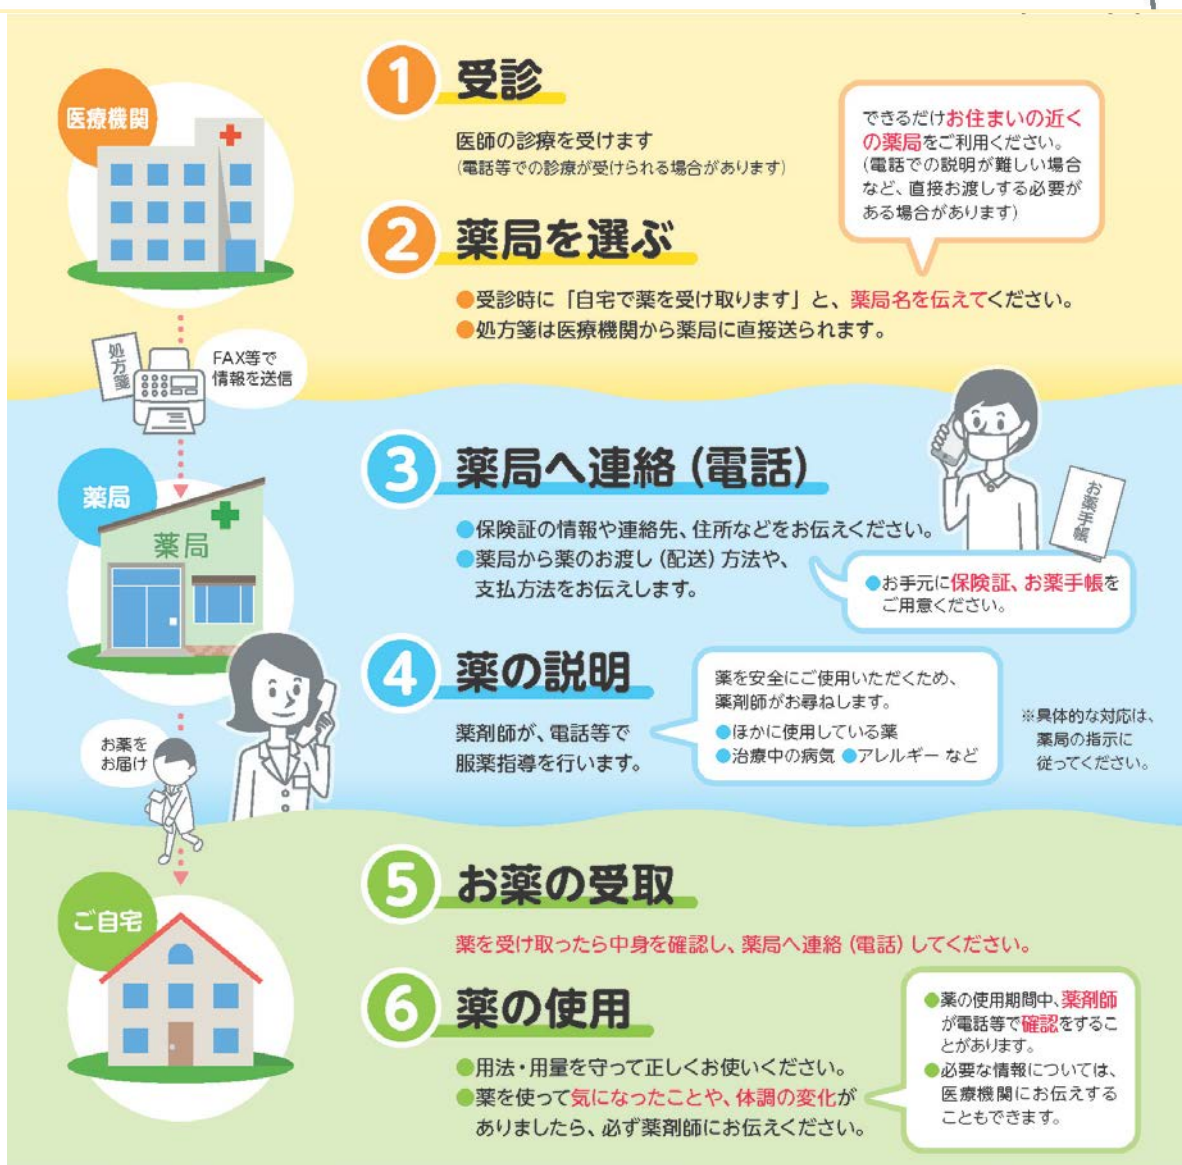 医療機関
1 受診
医師の診療を受けます
(電話等での診療が受けられる場合があります)
できるだけお住まいの近く
の薬局をご利用ください。
(電話での説明が難しい場合
など、直接お渡しする必要が
ある場合があります)
2 薬局を選ぶ
●受診時に「自宅で薬を受け取ります」と、薬局名を伝えてください。
●処方箋は医療機関から薬局に直接送られます。
処方箋
FAX等で
情報を送信
薬局
薬局
3 薬局へ連絡(電話)
●保険証の情報や連絡先、住所などをお伝えください。
●薬局から薬のお渡し(配送)方法や、
支払方法をお伝えします。
お薬手帳
●お手元に保険証、お薬手帳を
ご用意ください。
4 薬の説明
薬剤師が、電話等で
服薬指導を行います。
薬を安全にご使用いただくため、
薬剤師がお尋ねします。
●ほかに使用している薬
●治療中の病気 ●アレルギー など
※具体的な対応は、
薬局の指示に
従ってください。
お薬を
お届け
ご自宅
5 お薬の受取
薬を受け取ったら中身を確認し、薬局へ連絡(電話)してください。
6 薬の使用
●用法・用量を守って正しくお使いください。
●薬を使って気になったことや、体調の変化が
ありましたら、必ず薬剤師にお伝えください。
●薬の使用期間中、薬剤師
が電話等で確認をするこ
とがあります。
●必要な情報については、
医療機関にお伝えする
こともできます。